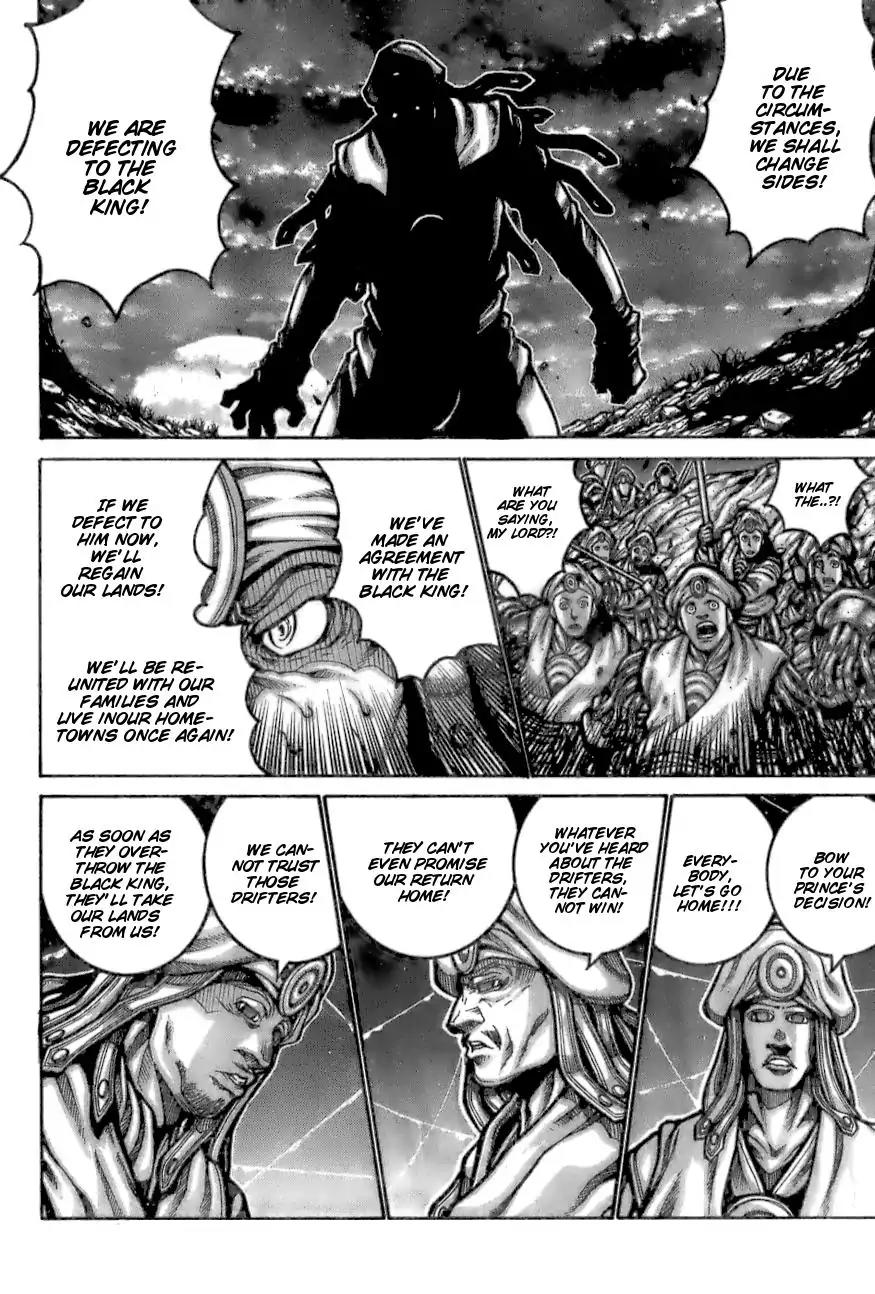 DUE
TO THE
CIRCUM-
STANCES,
WE SHALL
CHANGE
SIDES!
WE ARE
DEFECTING
TO THE
BLACK
KING!
WHAT
THE..?!
WHAT
ARE YOU
SAYING,
MY LORD?!
WE'VE
MADE AN
AGREEMENT
WITH THE
BLACK KING!
IF WE
DEFECT TO
HIM NOW,
WE'LL
REGAIN
OUR LANDS!
WE'LL BE RE-
UNITED WITH OUR
FAMILIES AND
LIVE INOUR HOME-
TOWNS ONCE AGAIN!
BOW
TO YOUR
PRINCE'S
DECISION!
EVERY-
BODY,
LET'S GO
HOME!!!
WHATEVER
YOU'VE HEARD
ABOUT THE
DRIFTERS,
THEY CAN-
NOT WIN!
THEY CAN'T
EVEN PROMISE
OUR RETURN
HOME!
WE CAN-
NOT TRUST
THOSE
DRIFTERS!
AS SOON AS
THEY OVER-
THROW THE
BLACK KING,
THEY'LL TAKE
OUR LANDS
FROM US!